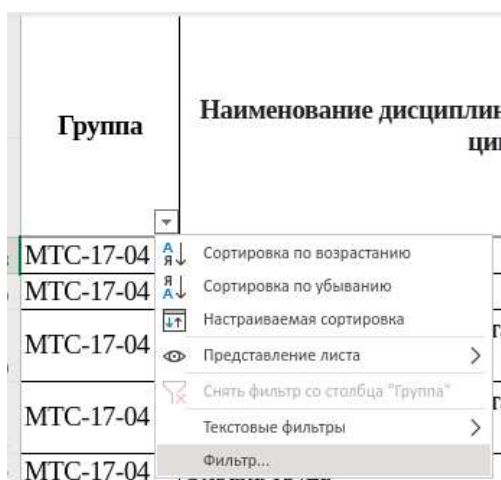 Группа
Наименование дисциплин
МТС-17-04
Сортировка по возрастанию
МТС-17-04
Сортировка по убыванию
Настраиваемая сортировка
МТС-17-04
Представление листа
Снять фильтр со столбца "Группа"
МТС-17-04
Текстовые фильтры
Фильтр...
МТС-17-04